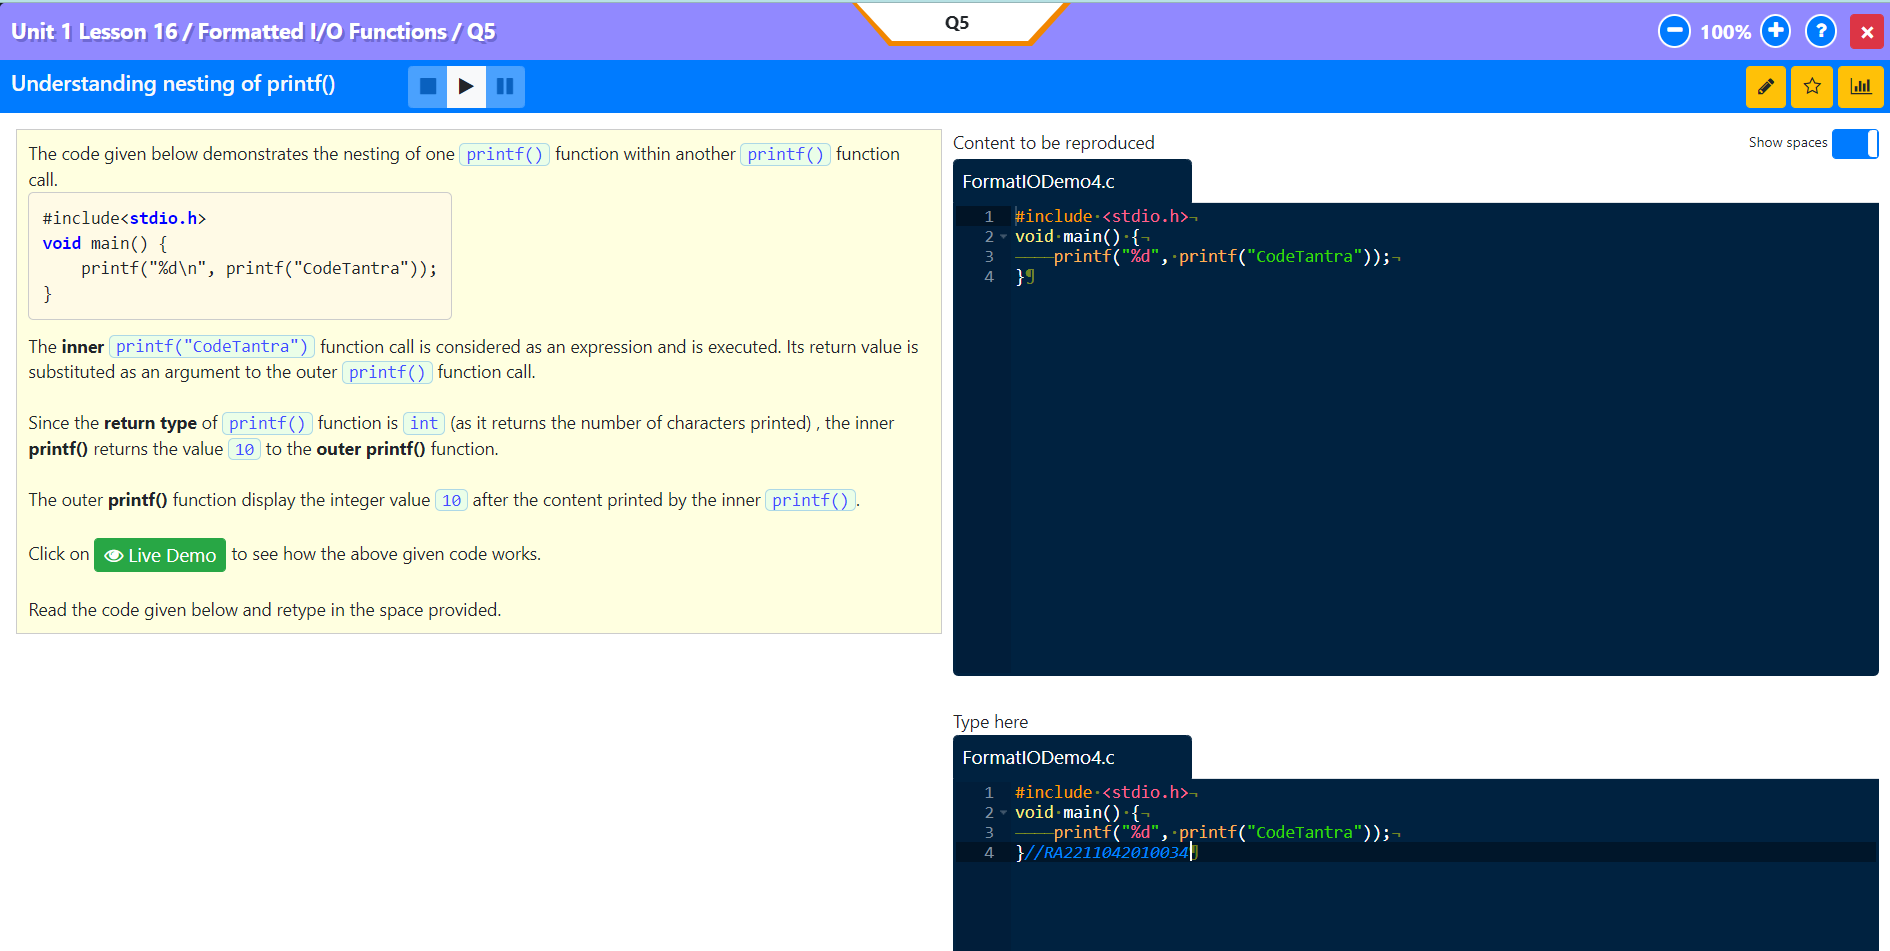 Unit 1 Lesson 16 / Formatted I/O Functions / Q5
Q5
100%
?
×
Understanding nesting of printf()
The code given below demonstrates the nesting of one printf() function within another printf() function
call.
#include<stdio.h>
void main() {
    printf("%d\n", printf("CodeTantra"));
}
The inner printf("CodeTantra") function call is considered as an expression and is executed. Its return value is
substituted as an argument to the outer printf() function call.
Since the return type of printf() function is int (as it returns the number of characters printed) , the inner
printf() returns the value 10 to the outer printf() function.
The outer printf() function display the integer value 10 after the content printed by the inner printf().
Click on Live Demo to see how the above given code works.
Read the code given below and retype in the space provided.
Content to be reproduced
Show spaces
FormatIODemo4.c
1 #include·<stdio.h>¬
2 void·main()·{¬
3 ————printf("%d",·printf("CodeTantra"));¬
4 }¶
Type here
FormatIODemo4.c
1 #include·<stdio.h>¬
2 void·main()·{¬
3 ————printf("%d",·printf("CodeTantra"));¬
4 }//RA2211042010034¶